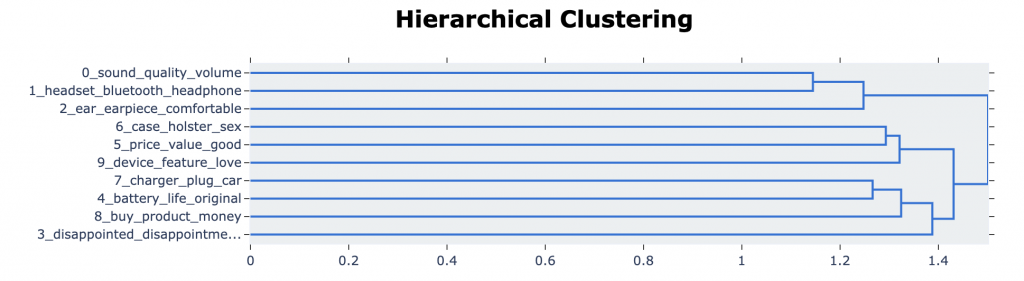 Hierarchical Clustering
0_sound_quality_volume
1_headset_bluetooth_headphone
2_ear_earpiece_comfortable
6_case_holster_sex
5_price_value_good
9_device_feature_love
7_charger_plug_car
4_battery_life_original
8_buy_product_money
3_disappointed_disappointme...
0 0.2 0.4 0.6 0.8 1 1.2 1.4